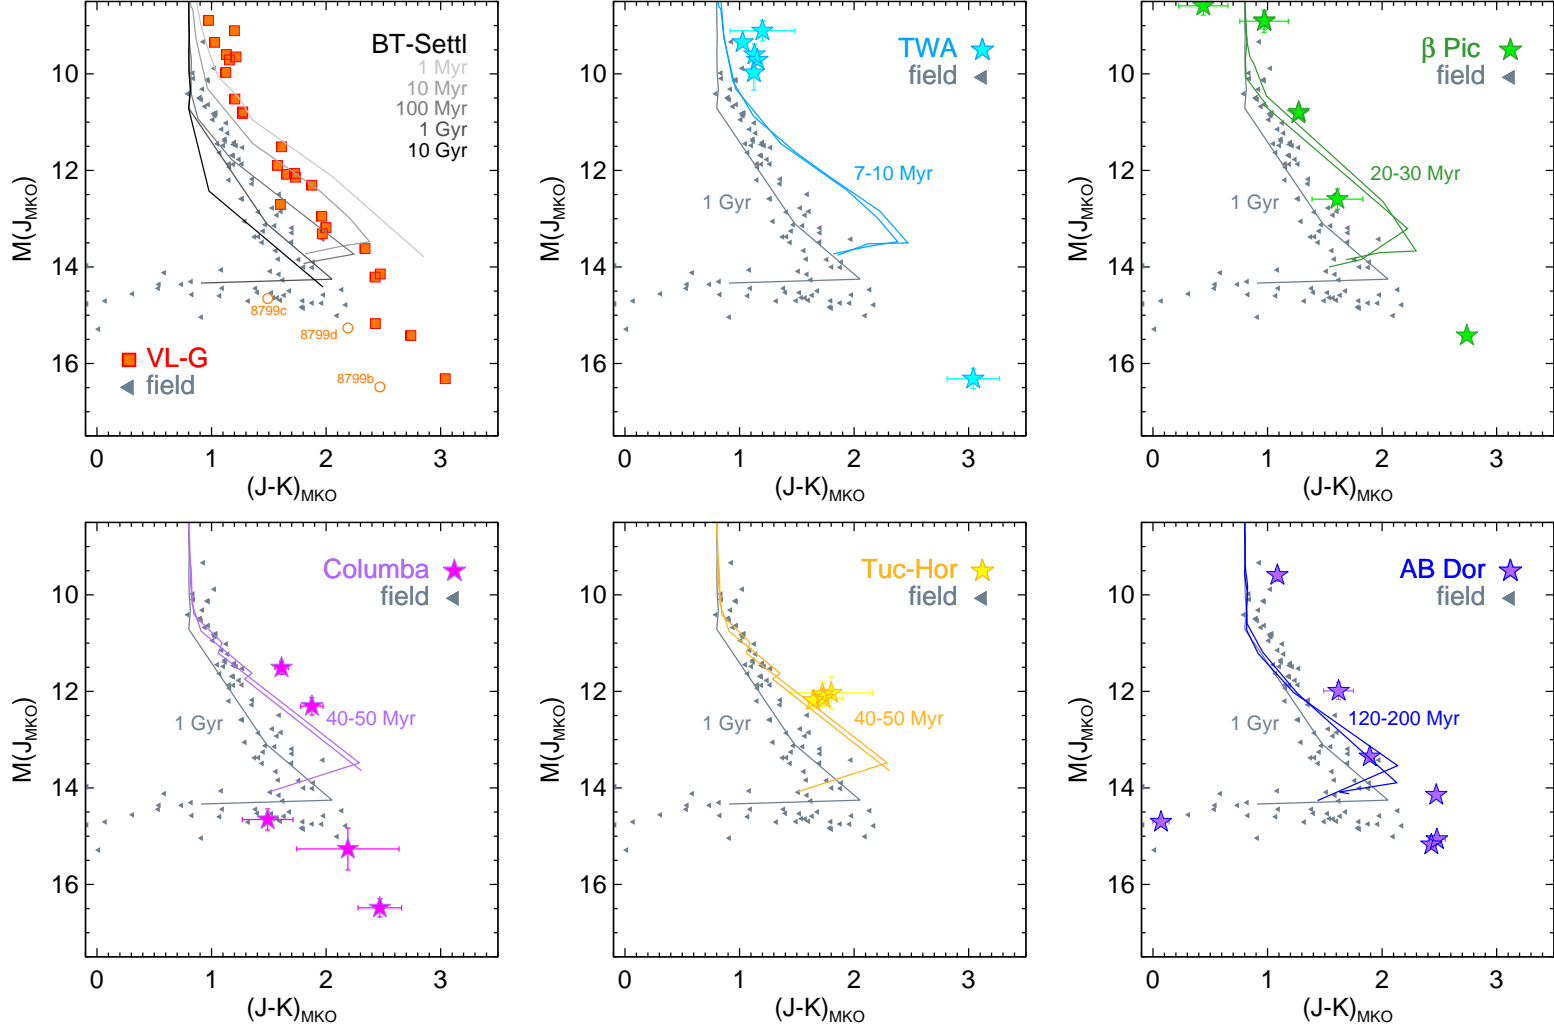 BT-Settl
1 Myr
10 Myr
100 Myr
1 Gyr
10 Gyr
8799c
8799d
8799b
VL-G
field
10
12
14
16
M(J_MKO)
0 1 2 3
(J-K)_MKO
TWA
field
7-10 Myr
1 Gyr
10
12
14
16
M(J_MKO)
0 1 2 3
(J-K)_MKO
β Pic
field
20-30 Myr
1 Gyr
10
12
14
16
M(J_MKO)
0 1 2 3
(J-K)_MKO
Columba
field
1 Gyr
40-50 Myr
10
12
14
16
M(J_MKO)
0 1 2 3
(J-K)_MKO
Tuc-Hor
field
1 Gyr
40-50 Myr
10
12
14
16
M(J_MKO)
0 1 2 3
(J-K)_MKO
AB Dor
field
1 Gyr
120-200 Myr
10
12
14
16
M(J_MKO)
0 1 2 3
(J-K)_MKO